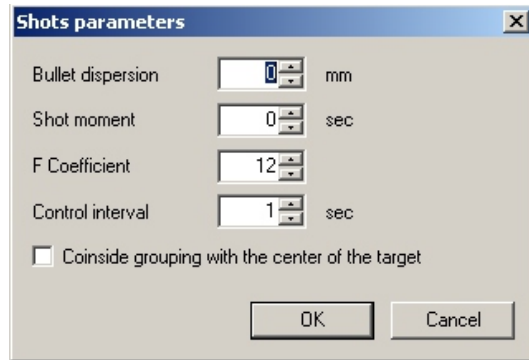 Shots parameters
Bullet dispersion 0 mm
Shot moment 0 sec
F Coefficient 12
Control interval 1 sec
Coinside grouping with the center of the target
OK Cancel